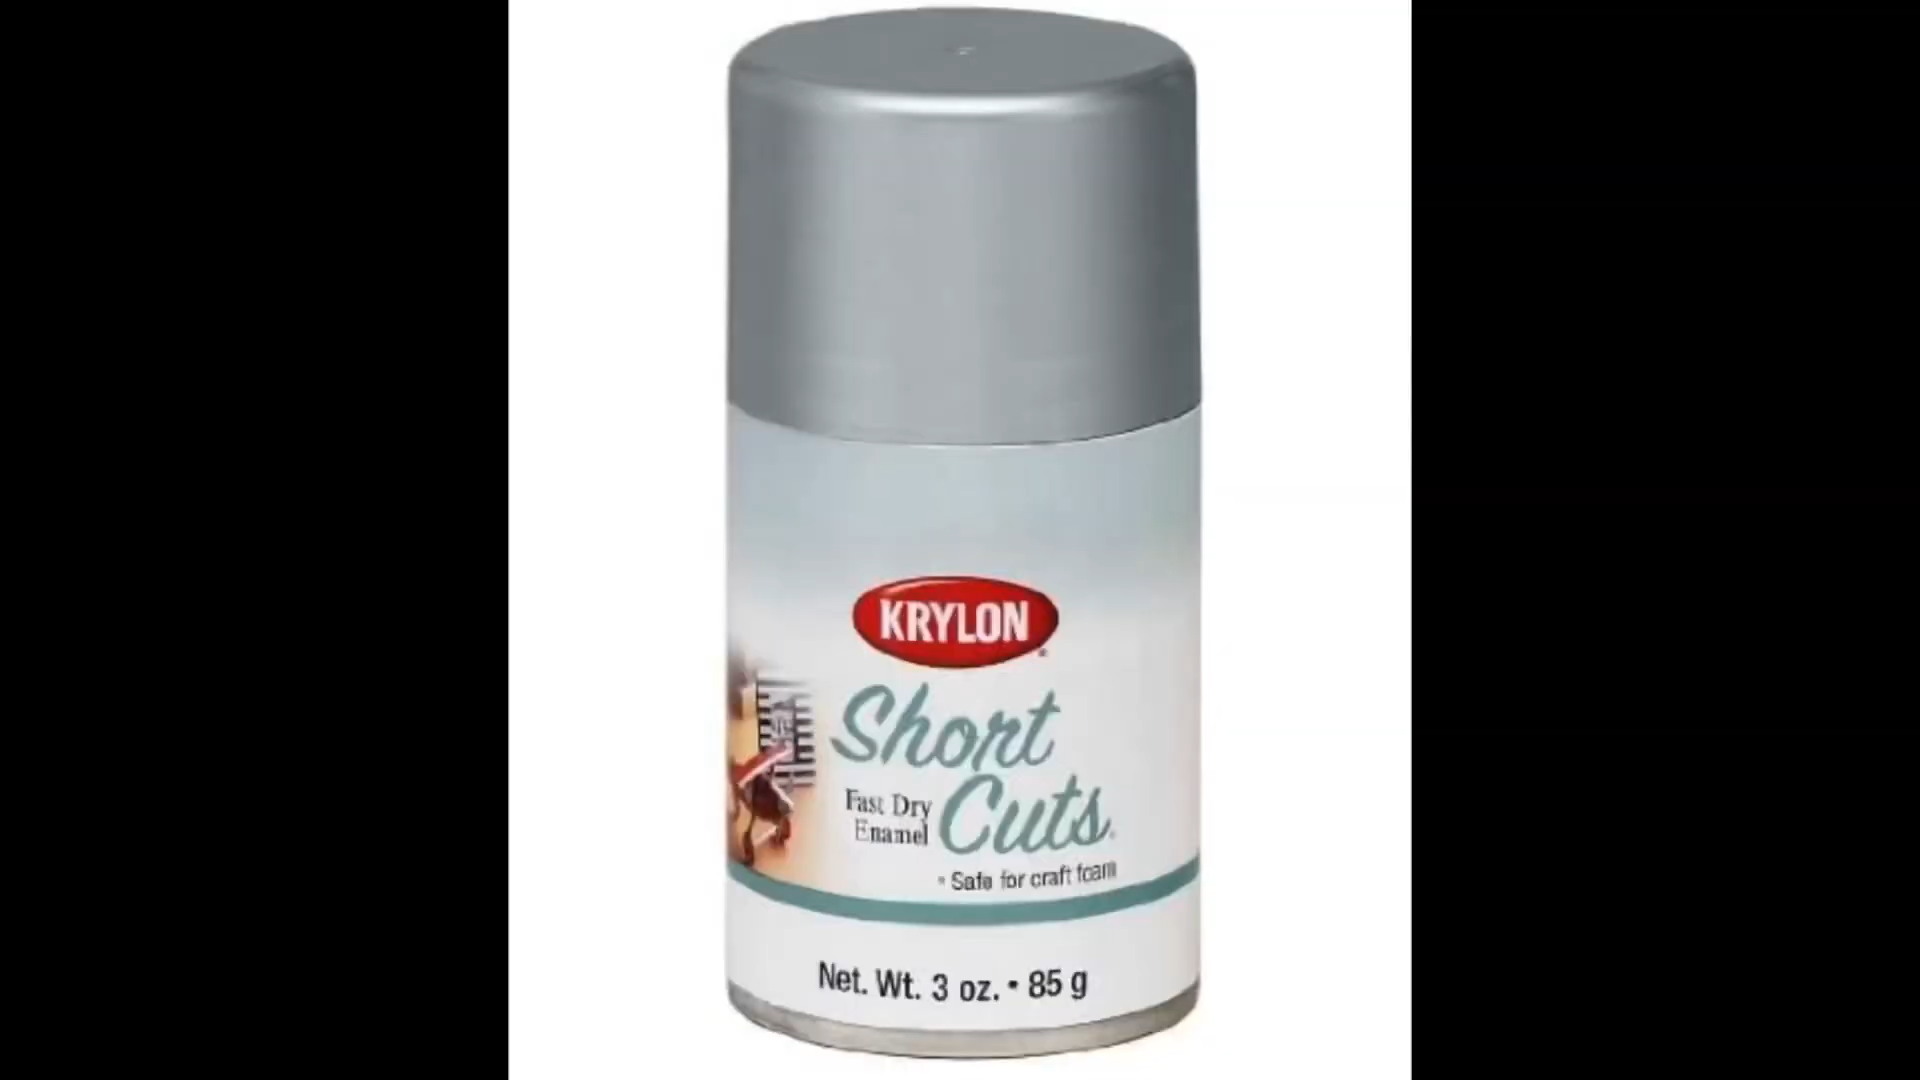 KRYLON
Short
Fast Dry Cuts
Enamel
• Safe for craft foam
Net. Wt. 3 oz. • 85 g